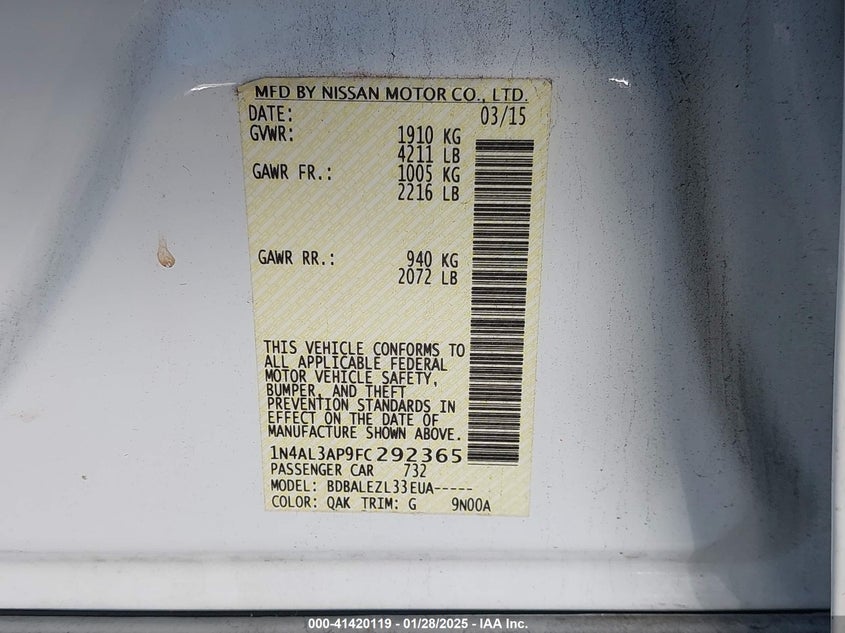 MFD BY NISSAN MOTOR CO., LTD.
DATE: 03/15
GVWR: 1910 KG
4211 LB
GAWR FR.: 1005 KG
2216 LB
GAWR RR.: 940 KG
2072 LB
THIS VEHICLE CONFORMS TO
ALL APPLICABLE FEDERAL
MOTOR VEHICLE SAFETY,
BUMPER, AND THEFT
PREVENTION STANDARDS IN
EFFECT ON THE DATE OF
MANUFACTURE SHOWN ABOVE.
1N4AL3AP9FC292365
PASSENGER CAR 732
MODEL: BDBALEZL33EUA-----
COLOR: QAK TRIM: G 9N00A
000-41420119 - 01/28/2025 - IAA Inc.